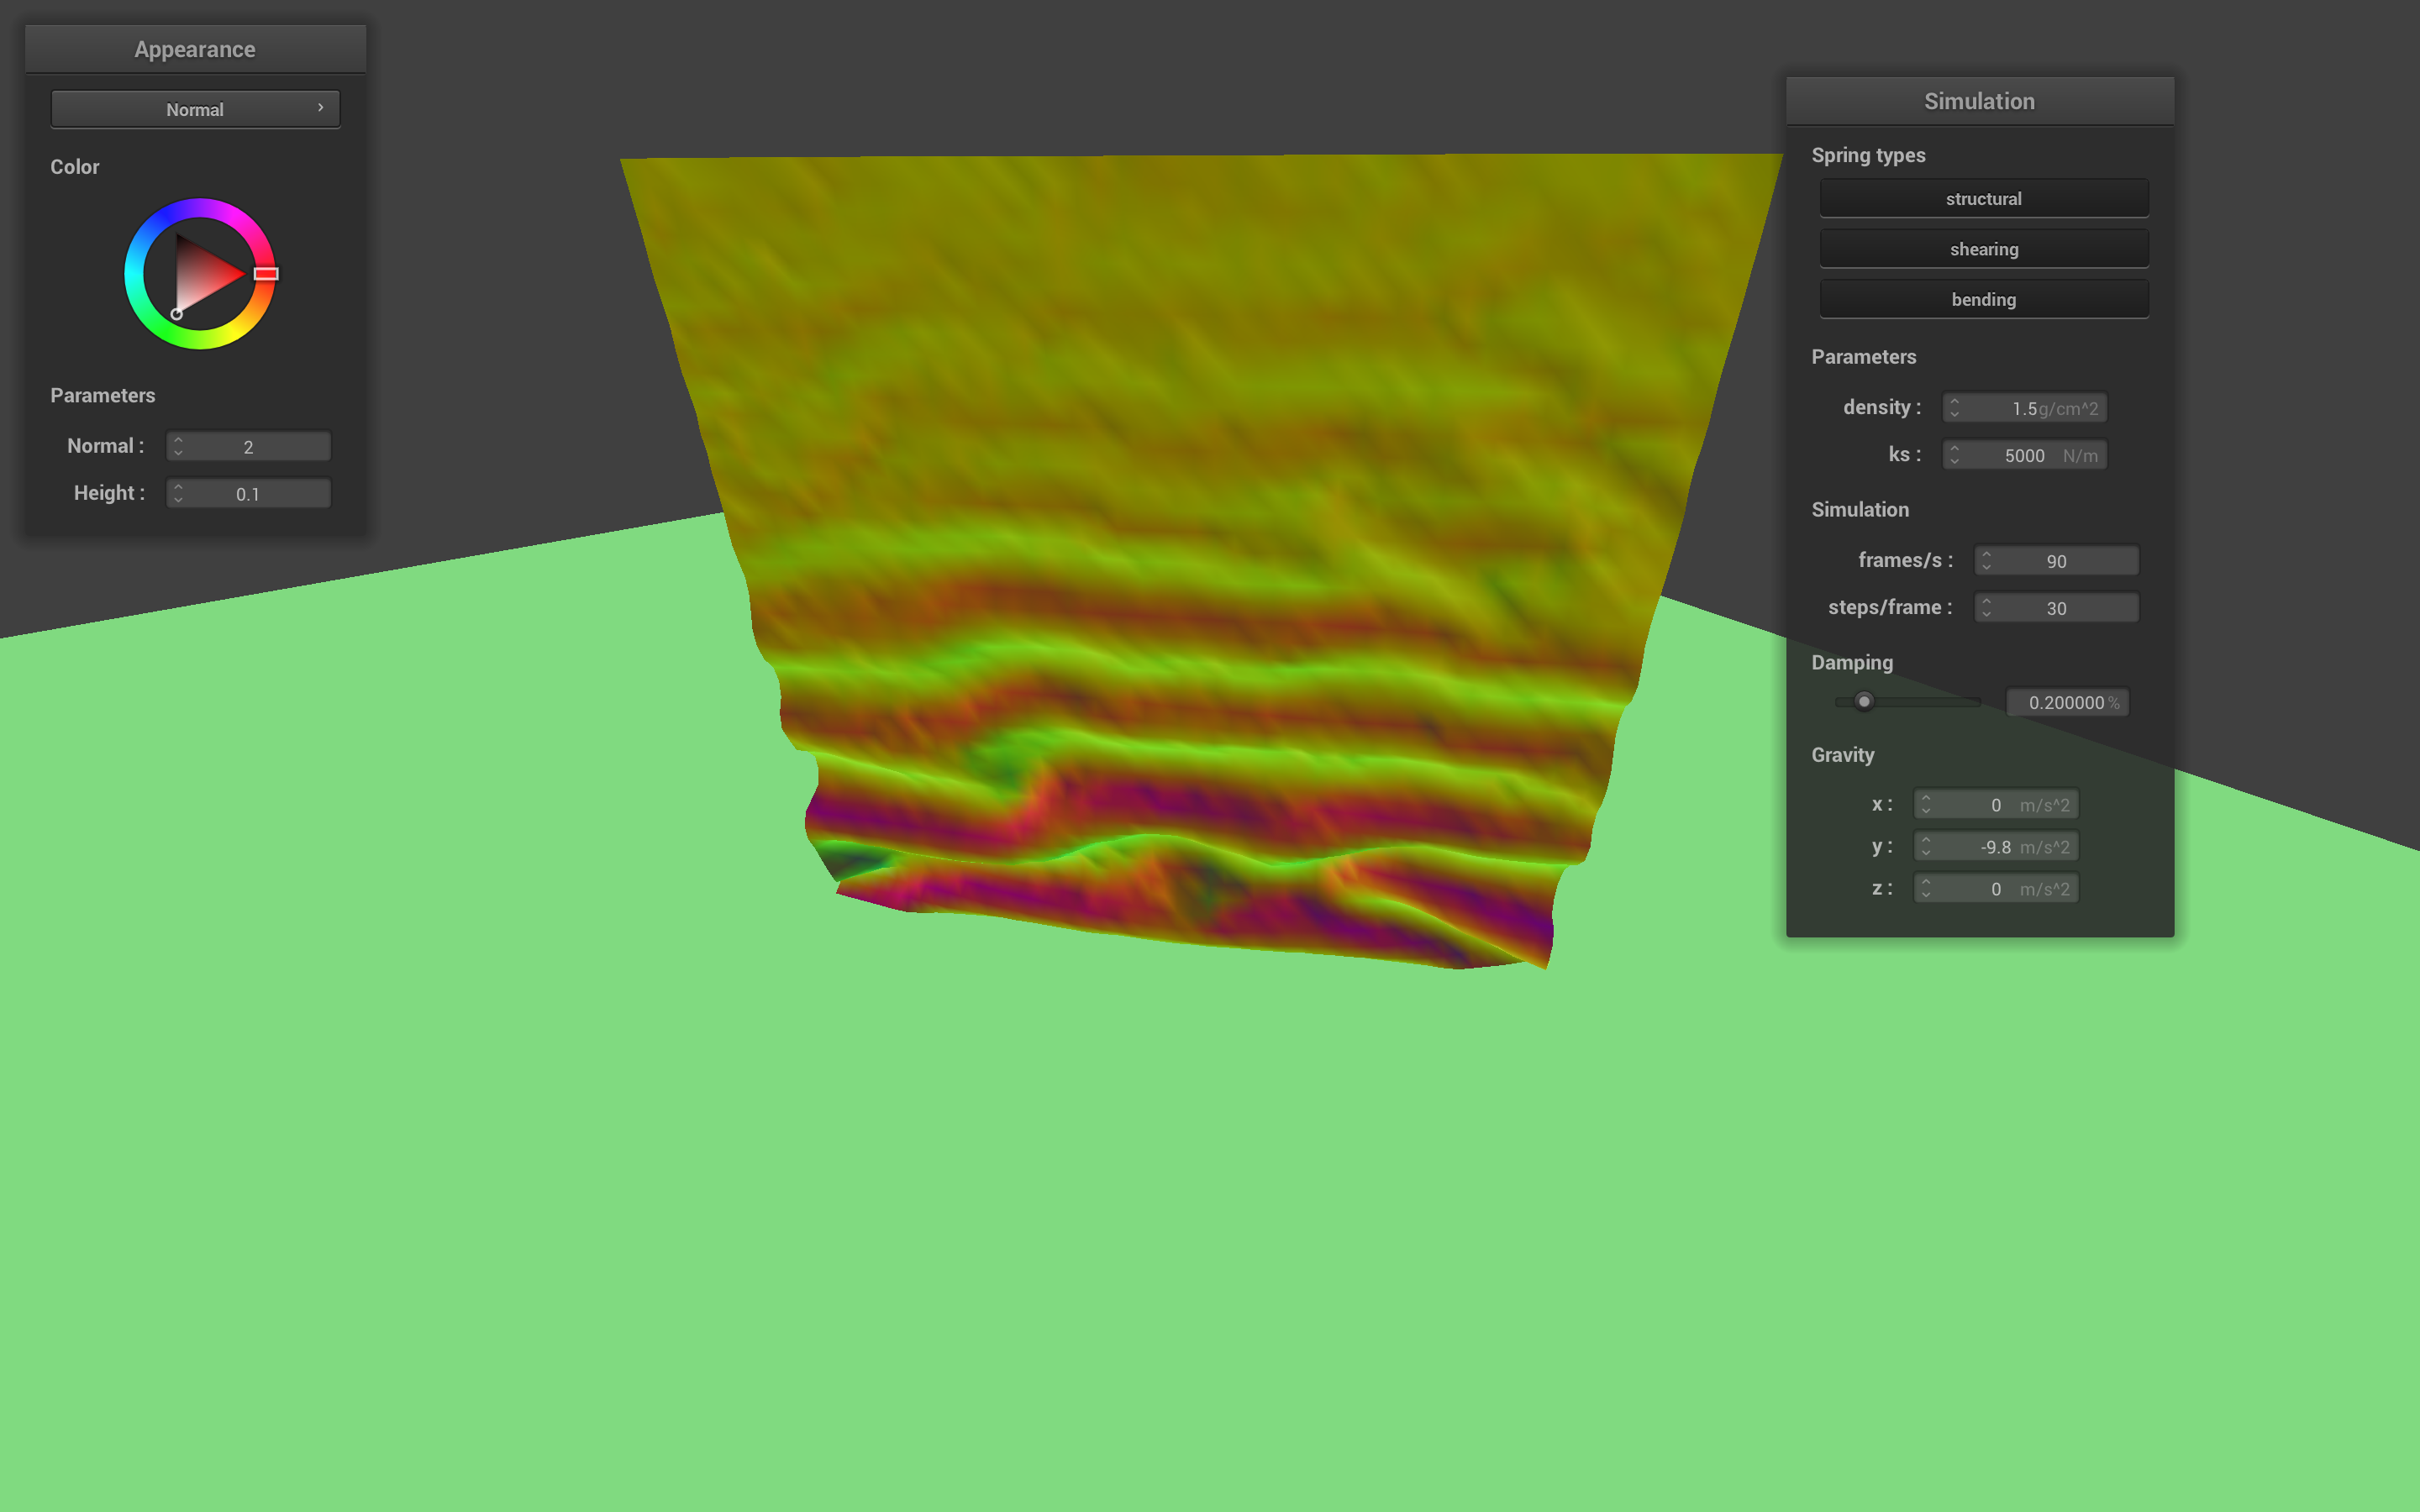 Appearance
Normal
Color
Parameters
Normal : 2
Height : 0.1
Simulation
Spring types
structural
shearing
bending
Parameters
density : 1.5 g/cm^2
ks : 5000 N/m
Simulation
frames/s : 90
steps/frame : 30
Damping
0.200000 %
Gravity
x : 0 m/s^2
y : -9.8 m/s^2
z : 0 m/s^2